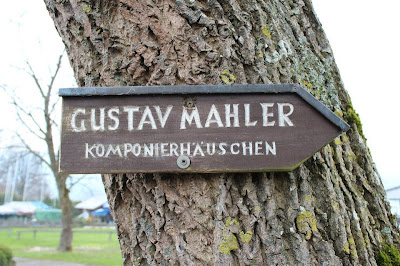 GUSTAV MAHLER
KOMPONIERHÄUSCHEN